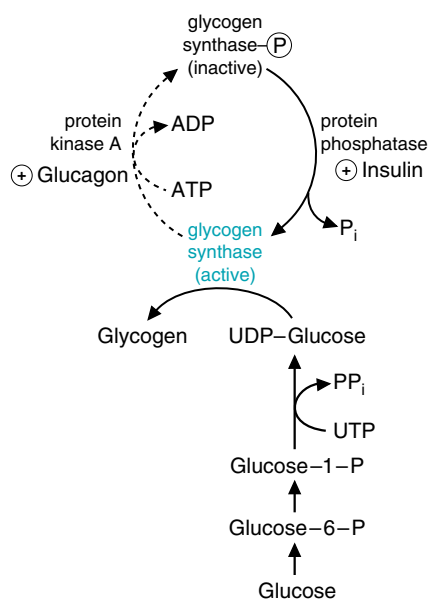 glycogen
synthase–P
(inactive)
protein
kinase A
+ Glucagon
ADP
ATP
protein
phosphatase
+ Insulin
Pi
glycogen
synthase
(active)
Glycogen
UDP–Glucose
PPi
UTP
Glucose–1–P
Glucose–6–P
Glucose